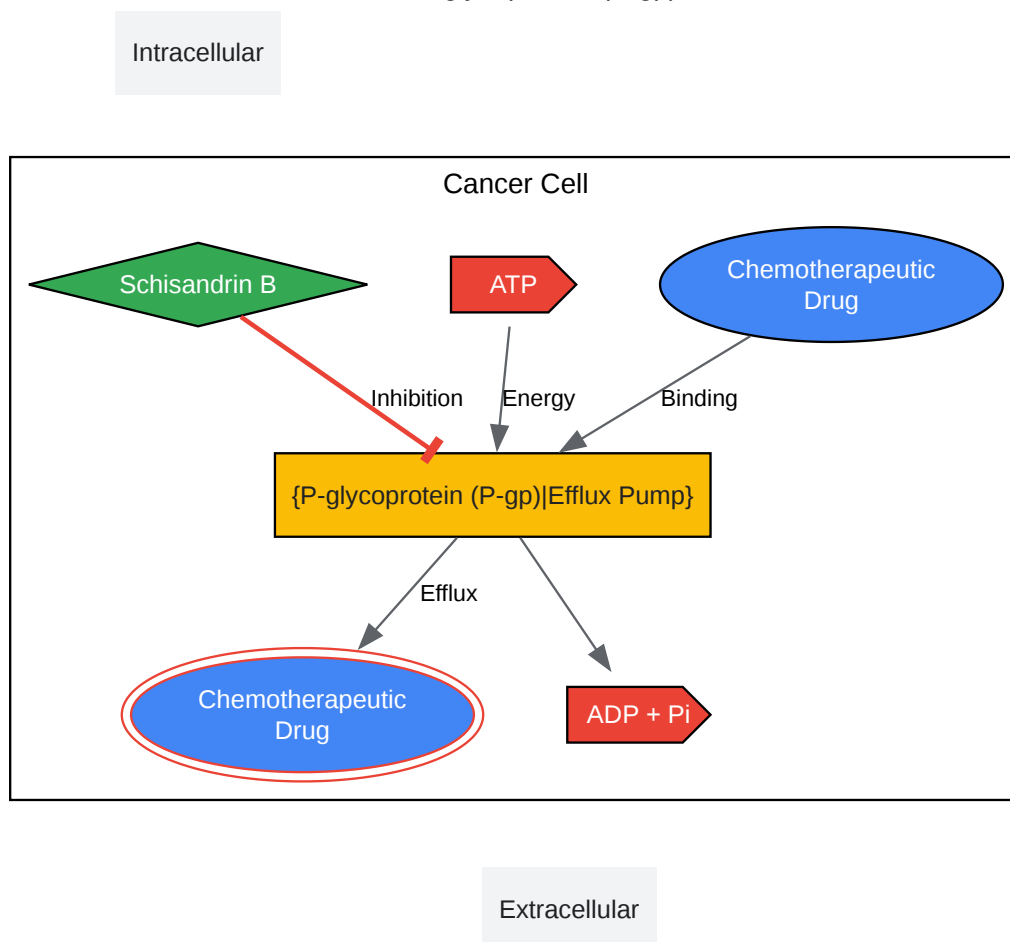 Intracellular
Cancer Cell
Schisandrin B
ATP
Chemotherapeutic
Drug
Inhibition
Energy
Binding
{P-glycoprotein (P-gp)|Efflux Pump}
Efflux
Chemotherapeutic
Drug
ADP + Pi
Extracellular